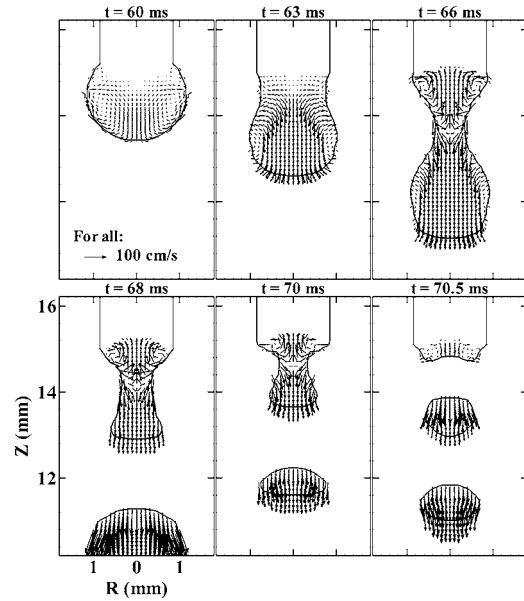 t = 60 ms t = 63 ms t = 66 ms
For all:
100 cm/s
t = 68 ms t = 70 ms t = 70.5 ms
16
14
12
Z (mm)
1 0 1
R (mm)